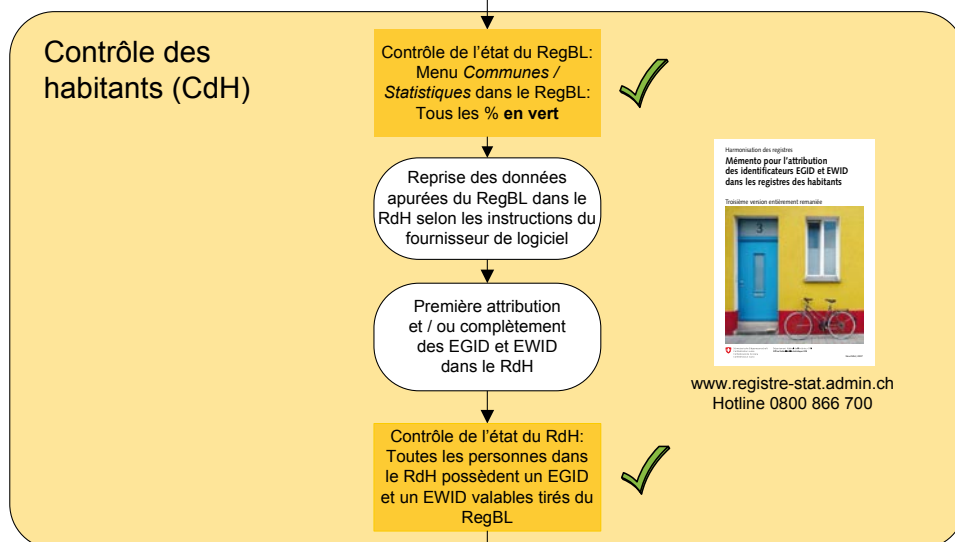 Contrôle des
habitants (CdH)
Contrôle de l'état du RegBL:
Menu Communes /
Statistiques dans le RegBL:
Tous les % en vert
Reprise des données
apurées du RegBL dans le
RdH selon les instructions du
fournisseur de logiciel
Première attribution
et / ou complètement
des EGID et EWID
dans le RdH
Contrôle de l'état du RdH:
Toutes les personnes dans
le RdH possèdent un EGID
et un EWID valables tirés du
RegBL
Harmonisation des registres
Mémento pour l'attribution
des identificateurs EGID et EWID
dans les registres des habitants
Troisième version entièrement remaniée
3
www.registre-stat.admin.ch
Hotline 0800 866 700